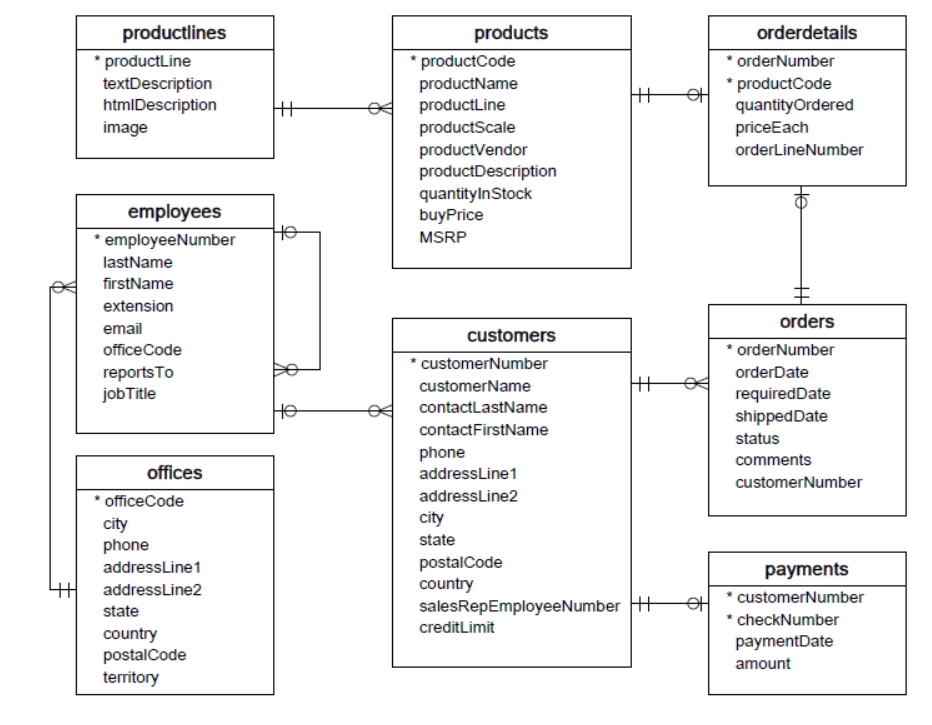 productlines
* productLine
textDescription
htmlDescription
image
products
* productCode
productName
productLine
productScale
productVendor
productDescription
quantityInStock
buyPrice
MSRP
orderdetails
* orderNumber
* productCode
quantityOrdered
priceEach
orderLineNumber
employees
* employeeNumber
lastName
firstName
extension
email
officeCode
reportsTo
jobTitle
customers
* customerNumber
customerName
contactLastName
contactFirstName
phone
addressLine1
addressLine2
city
state
postalCode
country
salesRepEmployeeNumber
creditLimit
orders
* orderNumber
orderDate
requiredDate
shippedDate
status
comments
customerNumber
offices
* officeCode
city
phone
addressLine1
addressLine2
state
country
postalCode
territory
payments
* customerNumber
* checkNumber
paymentDate
amount